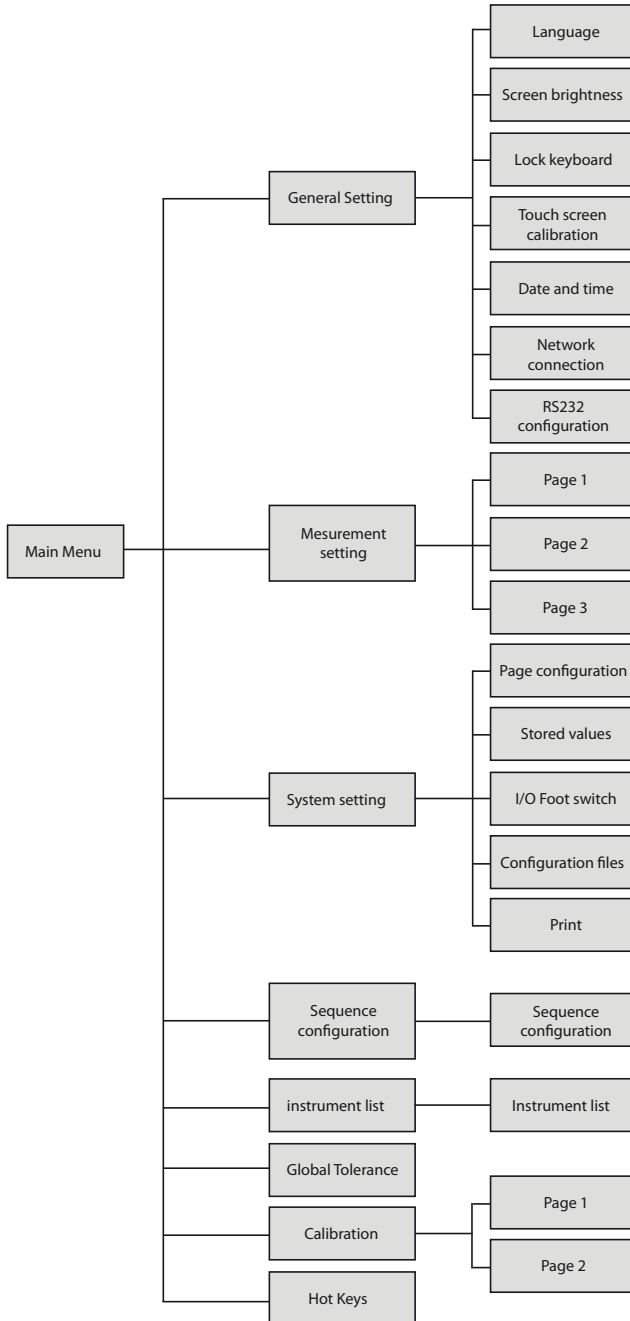 Main Menu
General Setting
Language
Screen brightness
Lock keyboard
Touch screen
calibration
Date and time
Network
connection
RS232
configuration
Mesurement
setting
Page 1
Page 2
Page 3
System setting
Page configuration
Stored values
I/O Foot switch
Configuration files
Print
Sequence
configuration
Sequence
configuration
instrument list
Instrument list
Global Tolerance
Calibration
Page 1
Page 2
Hot Keys